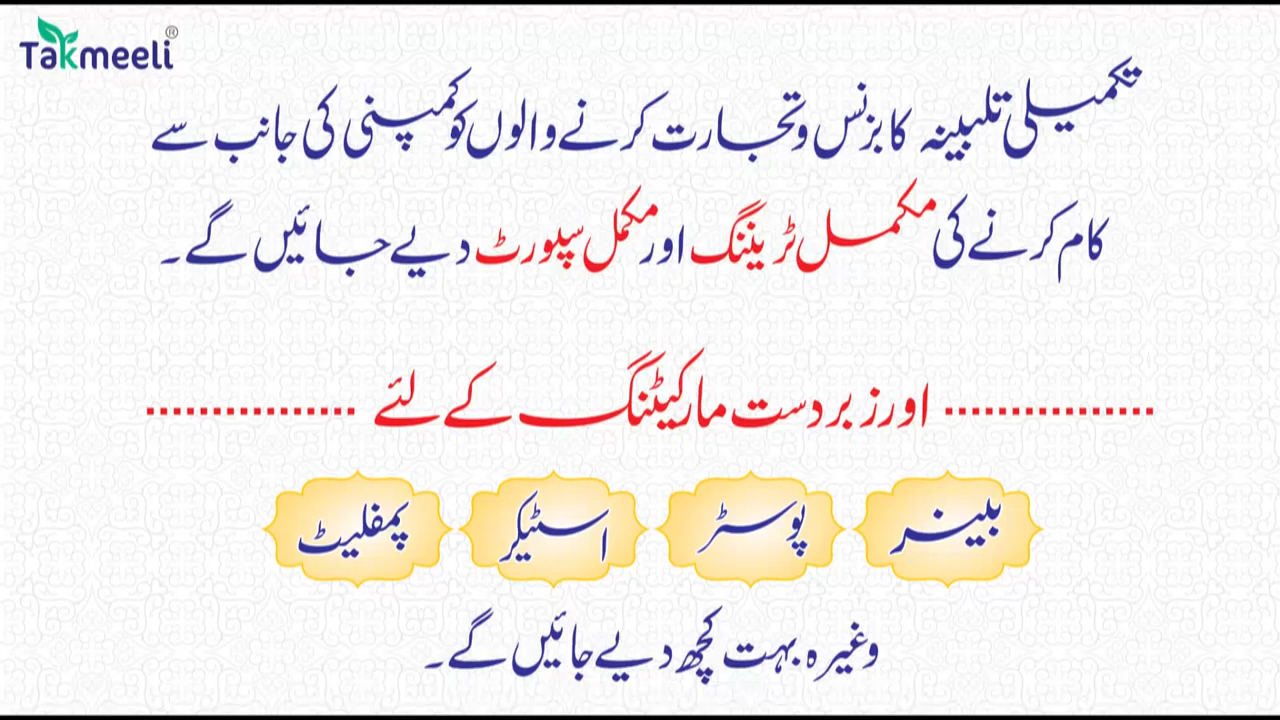 Takmeeli®
تکمیلی تلبینہ کا بزنس و تجارت کرنے والوں کو کمپنی کی جانب سے
کام کرنے کی مکمل ٹریننگ اور مکمل سپورٹ دیے جائیں گے۔
................ اور زبردست مارکیٹنگ کے لئے ................
بینر پوسٹر اسٹیکر پمفلیٹ
وغیرہ بہت کچھ دیے جائیں گے۔